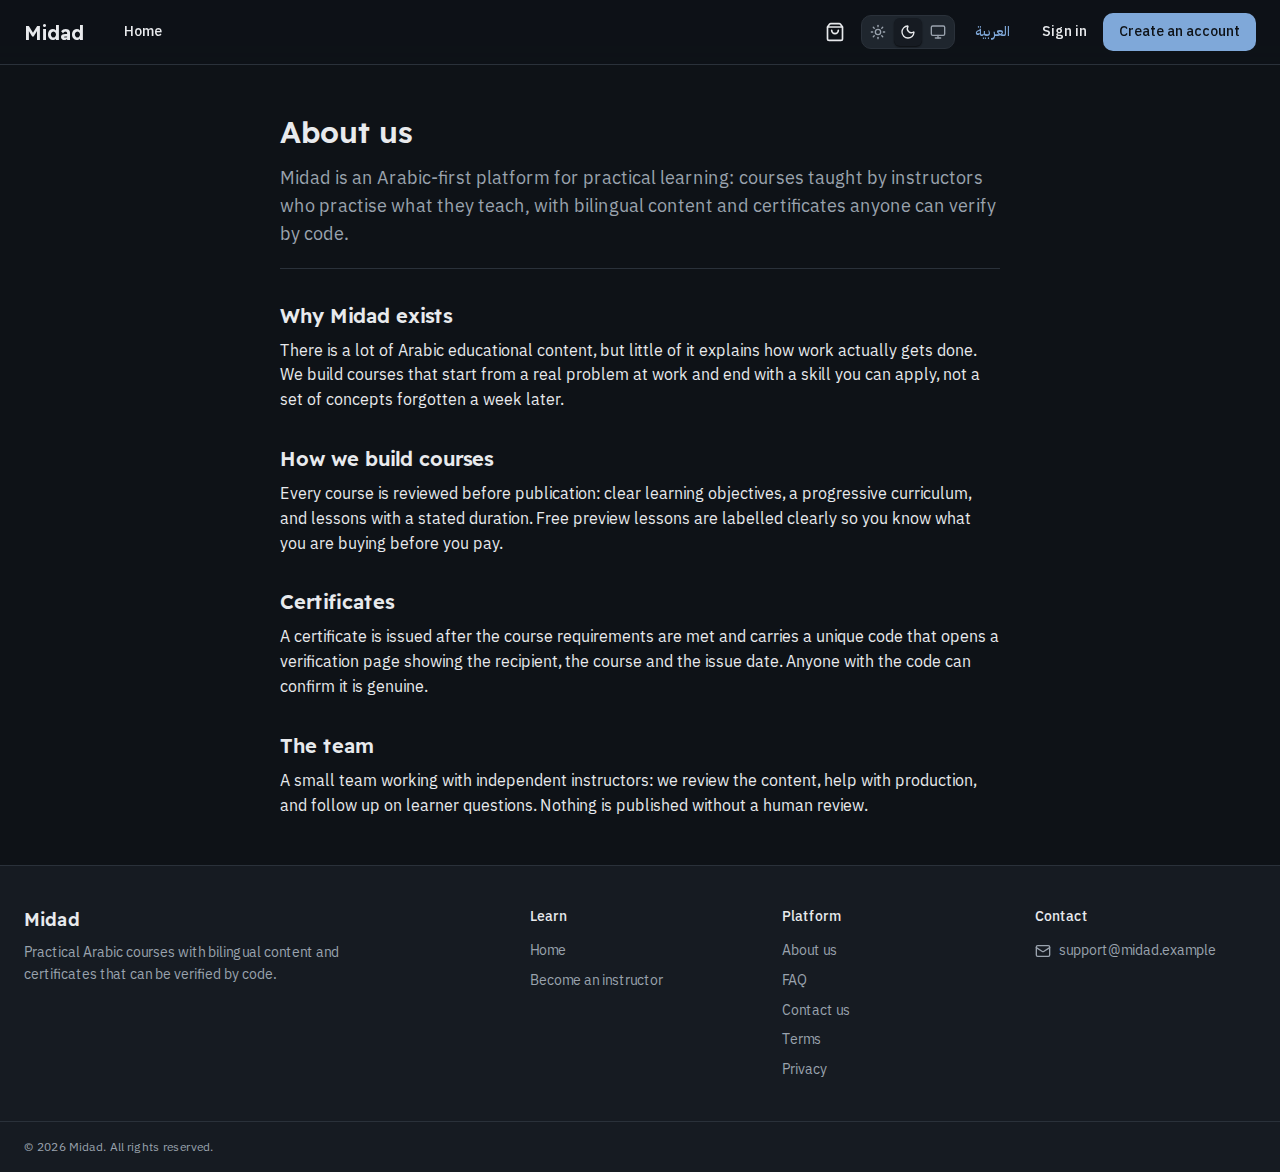 Midad
Home
العربية
Sign in
Create an account
About us
Midad is an Arabic-first platform for practical learning: courses taught by instructors
who practise what they teach, with bilingual content and certificates anyone can verify
by code.
Why Midad exists
There is a lot of Arabic educational content, but little of it explains how work actually gets done.
We build courses that start from a real problem at work and end with a skill you can apply, not a
set of concepts forgotten a week later.
How we build courses
Every course is reviewed before publication: clear learning objectives, a progressive curriculum,
and lessons with a stated duration. Free preview lessons are labelled clearly so you know what
you are buying before you pay.
Certificates
A certificate is issued after the course requirements are met and carries a unique code that opens a
verification page showing the recipient, the course and the issue date. Anyone with the code can
confirm it is genuine.
The team
A small team working with independent instructors: we review the content, help with production,
and follow up on learner questions. Nothing is published without a human review.
Midad
Practical Arabic courses with bilingual content and
certificates that can be verified by code.
Learn
Home
Become an instructor
Platform
About us
FAQ
Contact us
Terms
Privacy
Contact
support@midad.example
© 2026 Midad. All rights reserved.